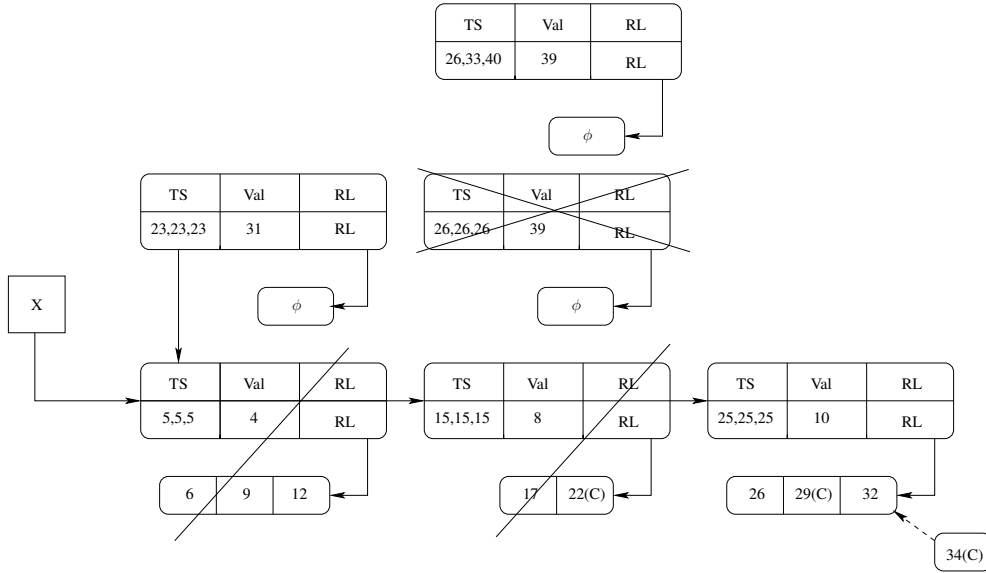 TS Val RL
26,33,40 39 RL
ϕ
TS Val RL
23,23,23 31 RL
TS Val RL
26,26,26 39 RL
ϕ
ϕ
X
TS Val RL
5,5,5 4 RL
TS Val RL
15,15,15 8 RL
TS Val RL
25,25,25 10 RL
6 9 12
17 22(C)
26 29(C) 32
34(C)